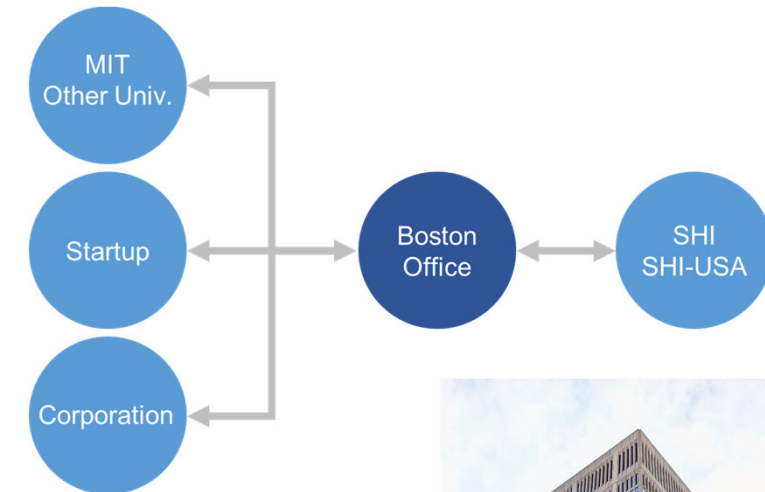 MIT
Other Univ.
Startup
Corporation
Boston
Office
SHI
SHI-USA